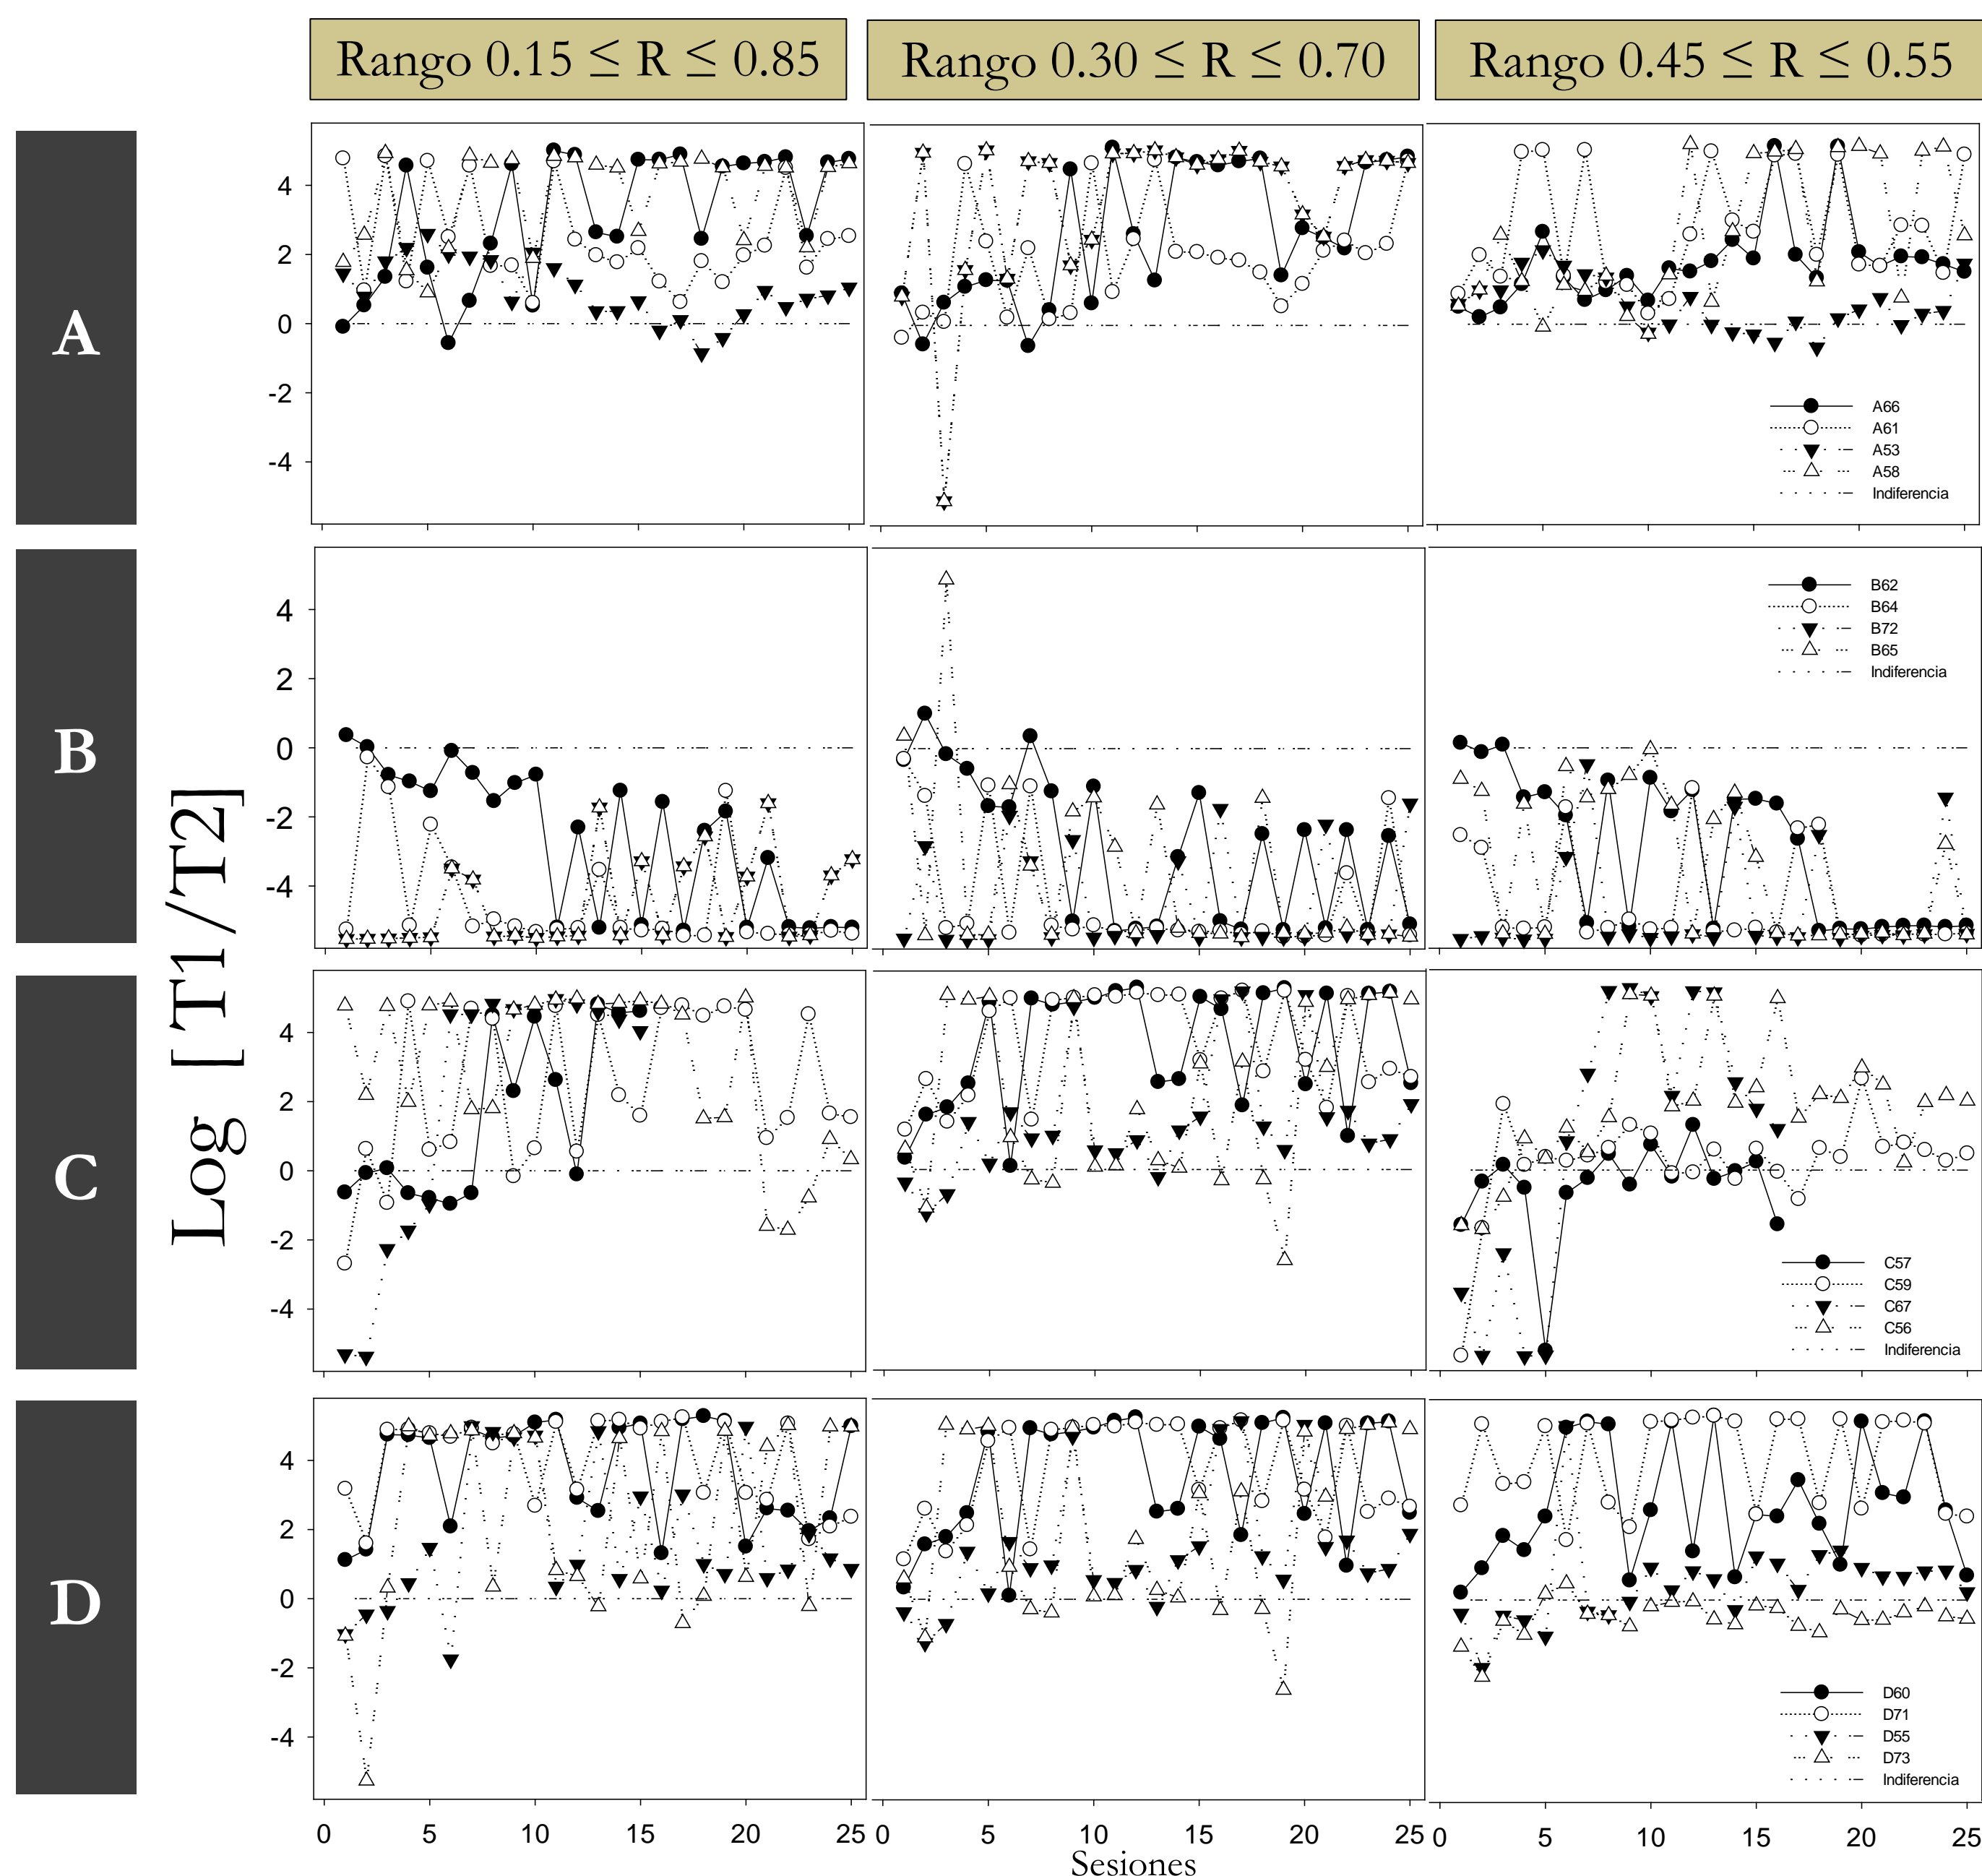 Rango 0.15 ≤ R ≤ 0.85
Rango 0.30 ≤ R ≤ 0.70
Rango 0.45 ≤ R ≤ 0.55
Log [T1/T2]
A
4
2
0
-2
-4
A66
A61
A53
A58
Indiferencia
B
4
2
0
-2
-4
B62
B64
B72
B65
Indiferencia
C
4
2
0
-2
-4
C57
C59
C67
C56
Indiferencia
D
4
2
0
-2
-4
D60
D71
D55
D73
Indiferencia
0 5 10 15 20 25
0 5 10 15 20 25
0 5 10 15 20 25
Sesiones